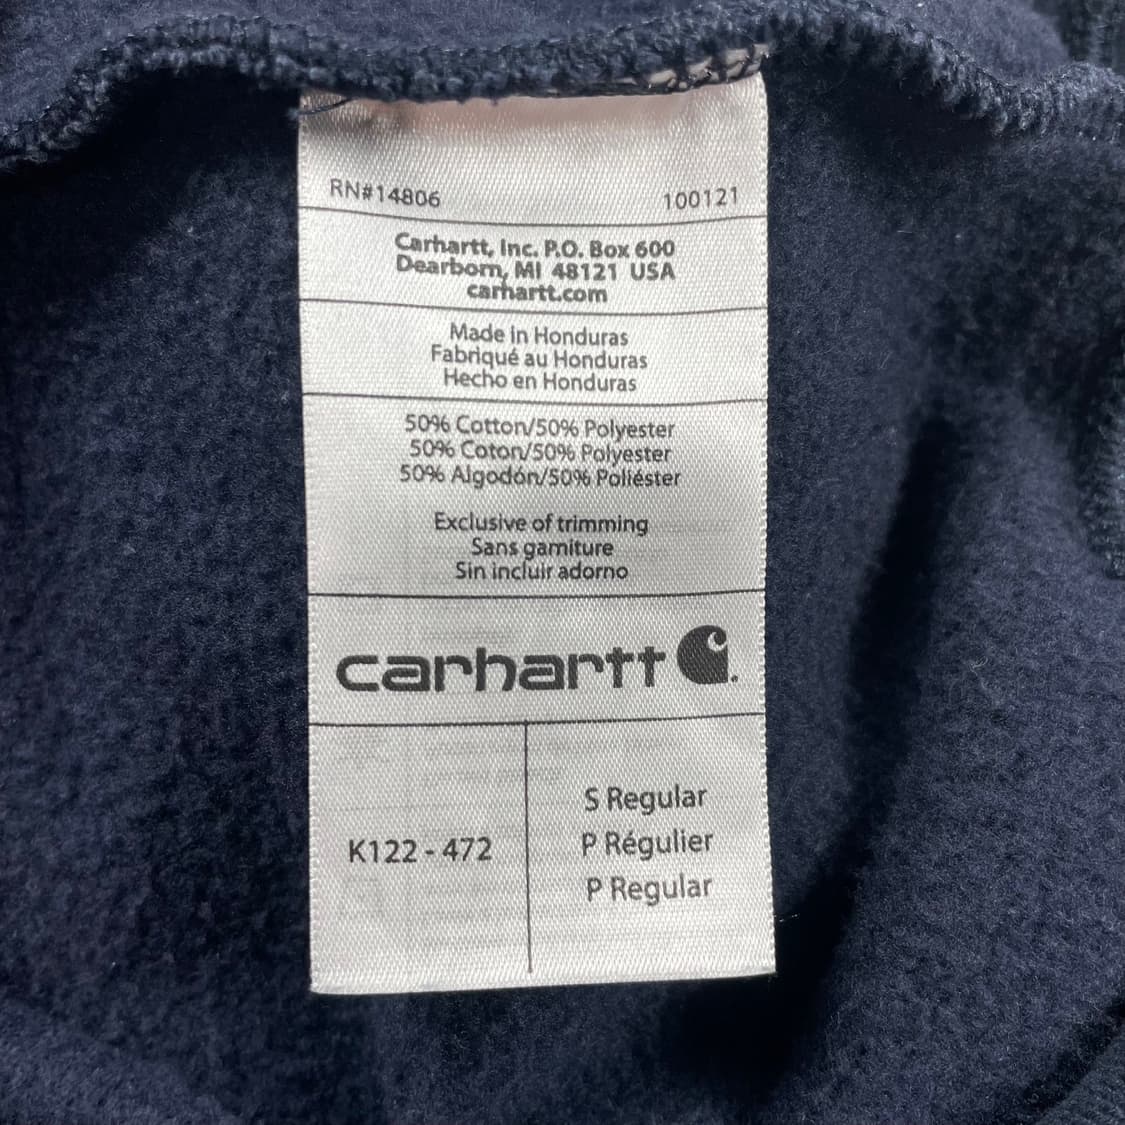 RN#14806 100121
Carhartt, Inc. P.O. Box 600
Dearborn, MI 48121 USA
carhartt.com
Made in Honduras
Fabriqué au Honduras
Hecho en Honduras
50% Cotton/50% Polyester
50% Coton/50% Polyester
50% Algodón/50% Poliéster
Exclusive of trimming
Sans garniture
Sin incluir adorno
carhartt
K122 - 472
S Regular
P Régulier
P Regular